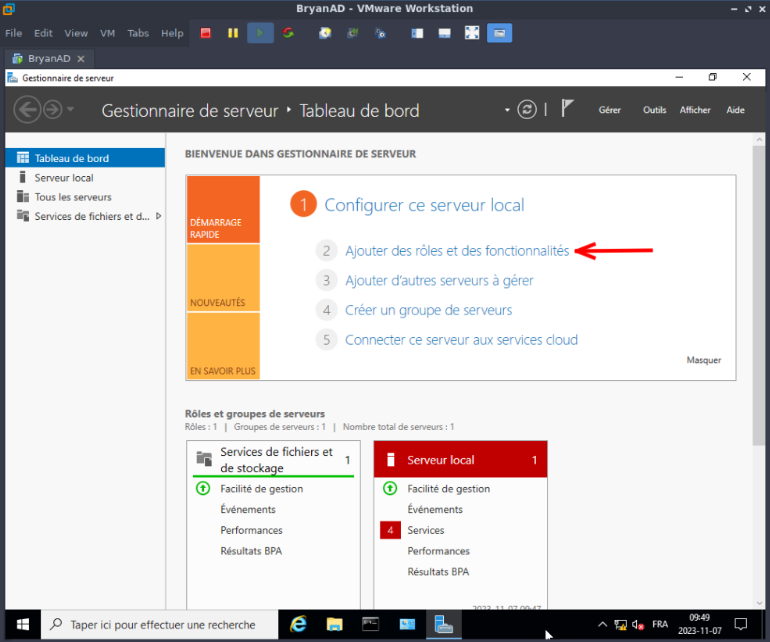 BryanAD - VMware Workstation
File Edit View VM Tabs Help
BryanAD
Gestionnaire de serveur
Gestionnaire de serveur Tableau de bord
Gérer Outils Afficher Aide
Tableau de bord
Serveur local
Tous les serveurs
Services de fichiers et d...
BIENVENUE DANS GESTIONNAIRE DE SERVEUR
DÉMARRAGE
RAPIDE
NOUVEAUTÉS
EN SAVOIR PLUS
1 Configurer ce serveur local
2 Ajouter des rôles et des fonctionnalités
3 Ajouter d'autres serveurs à gérer
4 Créer un groupe de serveurs
5 Connecter ce serveur aux services cloud
Masquer
Rôles et groupes de serveurs
Rôles : 1 | Groupes de serveurs : 1 | Nombre total de serveurs : 1
Services de fichiers et
de stockage 1
Facilité de gestion
Événements
Performances
Résultats BPA
Serveur local 1
Facilité de gestion
Événements
4 Services
Performances
Résultats BPA
2023-11-07 09:47
Taper ici pour effectuer une recherche
FRA
09:49
2023-11-07